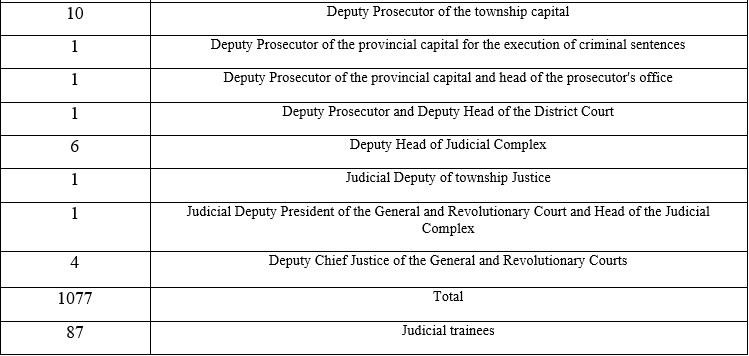 10 Deputy Prosecutor of the township capital
1 Deputy Prosecutor of the provincial capital for the execution of criminal sentences
1 Deputy Prosecutor of the provincial capital and head of the prosecutor's office
1 Deputy Prosecutor and Deputy Head of the District Court
6 Deputy Head of Judicial Complex
1 Judicial Deputy of township Justice
1 Judicial Deputy President of the General and Revolutionary Court and Head of the Judicial
Complex
4 Deputy Chief Justice of the General and Revolutionary Courts
1077 Total
87 Judicial trainees